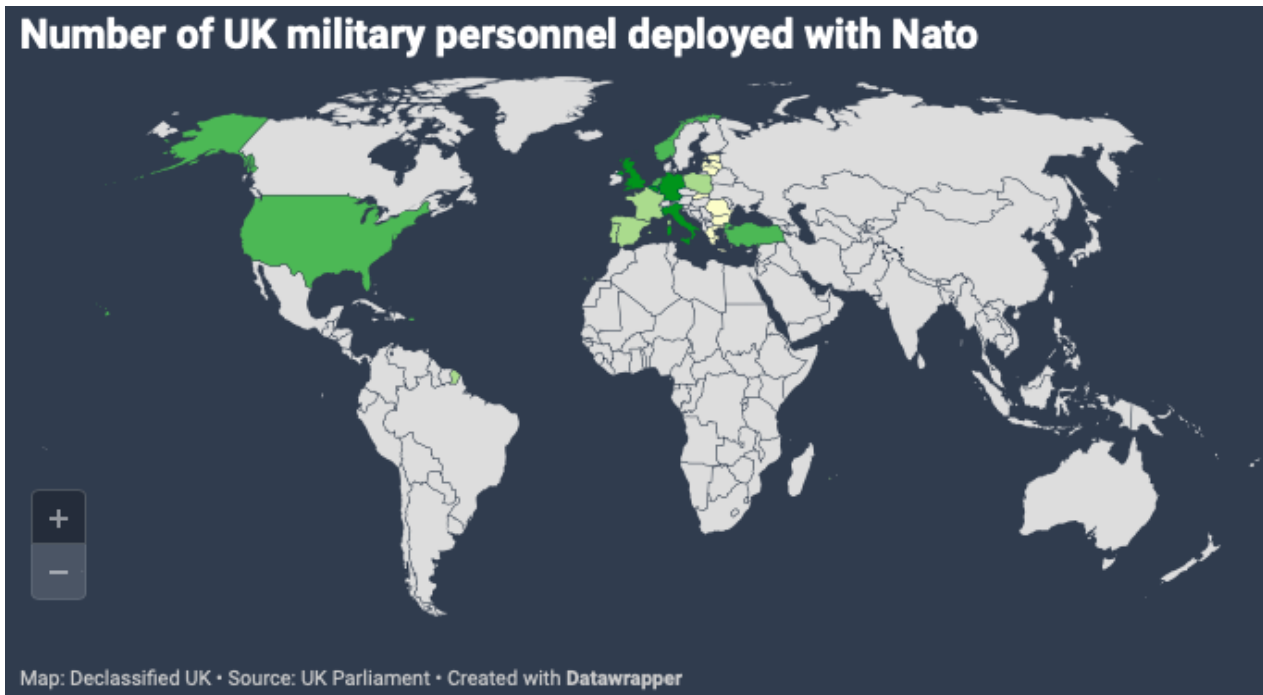 Number of UK military personnel deployed with Nato
+
−
Map: Declassified UK • Source: UK Parliament • Created with Datawrapper